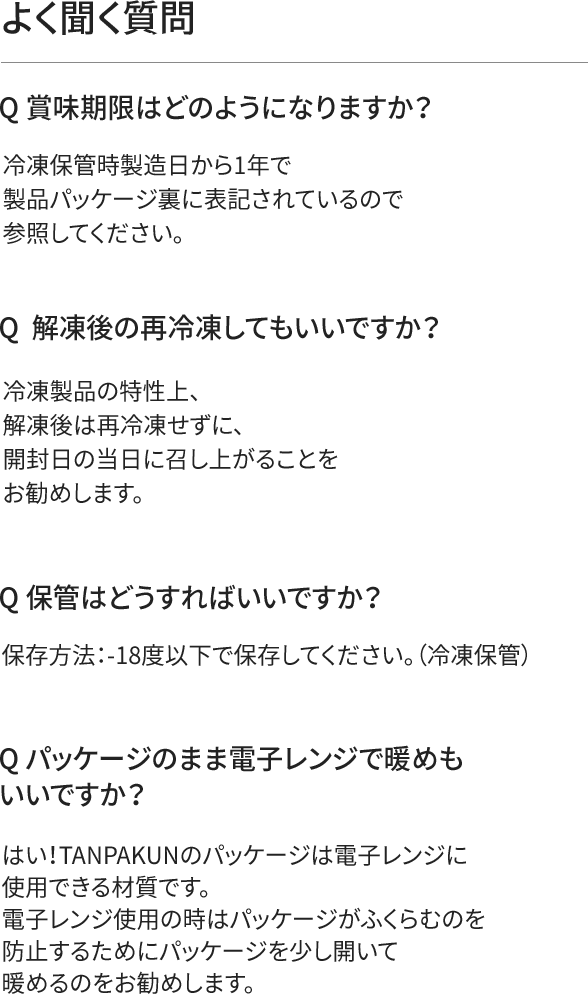 よく聞く質問
Q 賞味期限はどのようになりますか？
冷凍保管時製造日から1年で
製品パッケージ裏に表記されているので
参照してください。
Q 解凍後の再冷凍してもいいですか？
冷凍製品の特性上、
解凍後は再冷凍せずに、
開封日の当日に召し上がることを
お勧めします。
Q 保管はどうすればいいですか？
保存方法：-18度以下で保存してください。（冷凍保管）
Q パッケージのまま電子レンジで暖めも
いいですか？
はい！TANPAKUNのパッケージは電子レンジに
使用できる材質です。
電子レンジ使用の時はパッケージがふくらむのを
防止するためにパッケージを少し開いて
暖めるのをお勧めします。